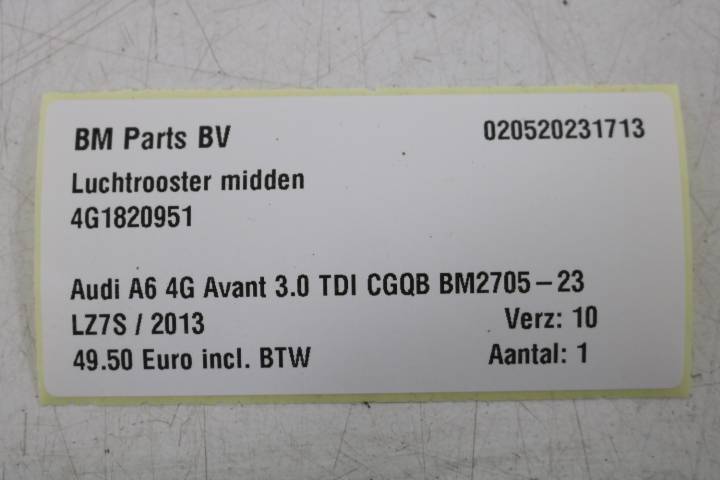 BM Parts BV 020520231713
Luchtrooster midden
4G1820951
Audi A6 4G Avant 3.0 TDI CGQB BM2705-23
LZ7S / 2013 Verz: 10
49.50 Euro incl. BTW Aantal: 1